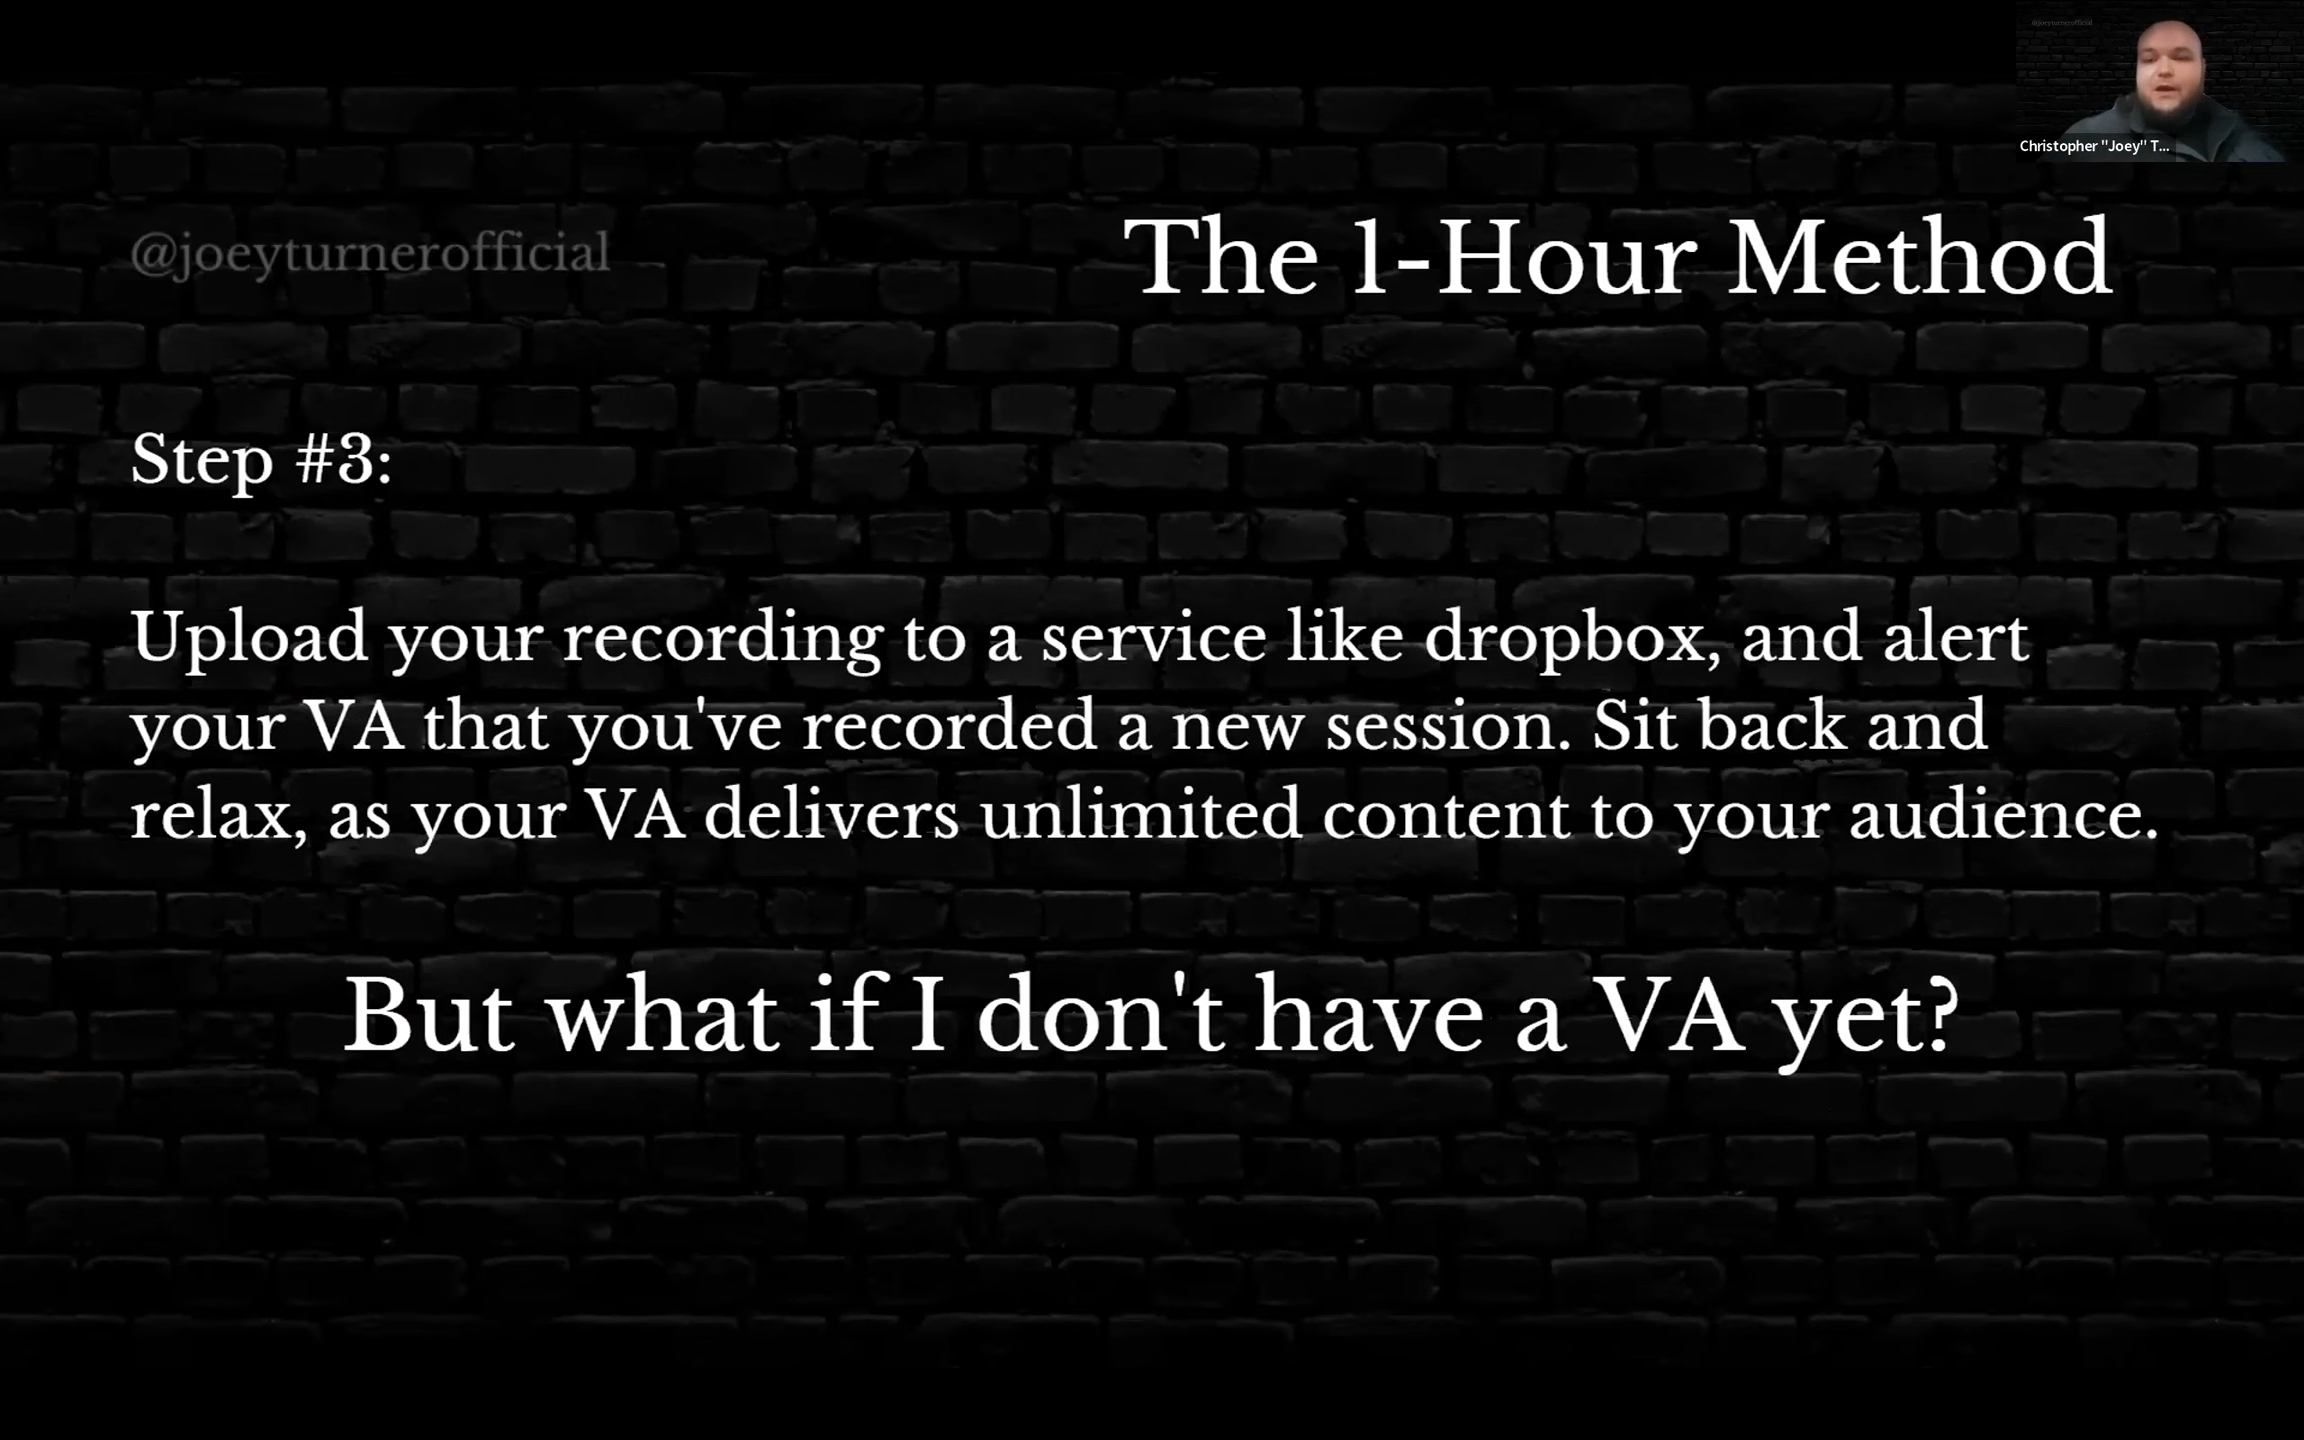 @joeyturnerofficial
Christopher "Joey" T...
@joeyturnerofficial
The 1-Hour Method
Step #3:
Upload your recording to a service like dropbox, and alert
your VA that you've recorded a new session. Sit back and
relax, as your VA delivers unlimited content to your audience.
But what if I don't have a VA yet?